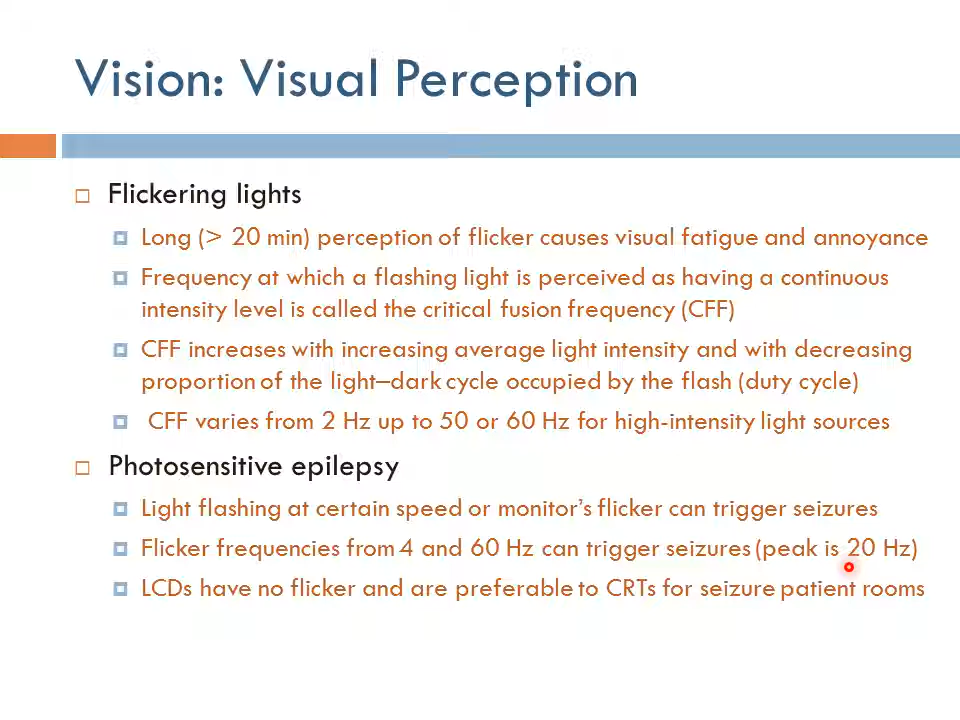 Vision: Visual Perception
Flickering lights
Long (> 20 min) perception of flicker causes visual fatigue and annoyance
Frequency at which a flashing light is perceived as having a continuous
intensity level is called the critical fusion frequency (CFF)
CFF increases with increasing average light intensity and with decreasing
proportion of the light–dark cycle occupied by the flash (duty cycle)
CFF varies from 2 Hz up to 50 or 60 Hz for high-intensity light sources
Photosensitive epilepsy
Light flashing at certain speed or monitor’s flicker can trigger seizures
Flicker frequencies from 4 and 60 Hz can trigger seizures (peak is 20 Hz)
LCDs have no flicker and are preferable to CRTs for seizure patient rooms